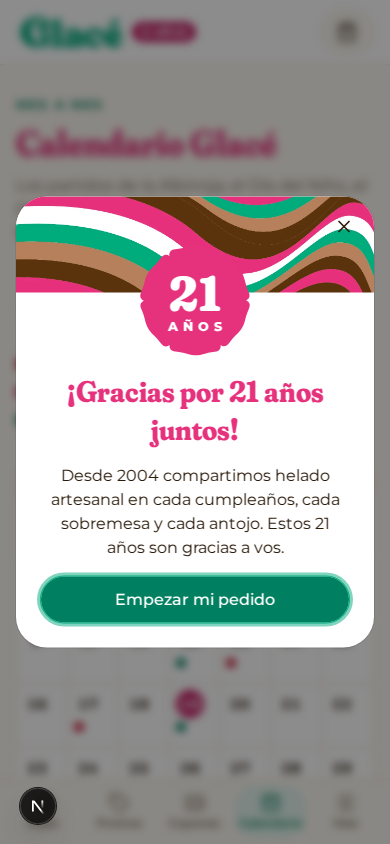 Glacé
Calendario Glacé
21
AÑOS
¡Gracias por 21 años
juntos!
Desde 2004 compartimos helado
artesanal en cada cumpleaños, cada
sobremesa y cada antojo. Estos 21
años son gracias a vos.
Empezar mi pedido
16 17 18 20 21 22
23 24 25 26 27 28 29
N